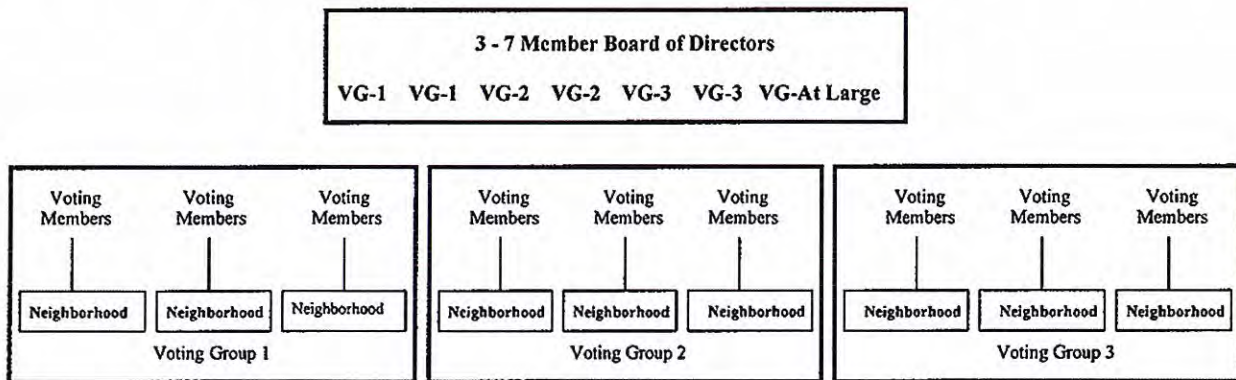 3 - 7 Member Board of Directors
VG-1 VG-1 VG-2 VG-2 VG-3 VG-3 VG-At Large
Voting Members
Voting Members
Voting Members
Neighborhood
Neighborhood
Neighborhood
Voting Group 1
Voting Members
Voting Members
Voting Members
Neighborhood
Neighborhood
Neighborhood
Voting Group 2
Voting Members
Voting Members
Voting Members
Neighborhood
Neighborhood
Neighborhood
Voting Group 3